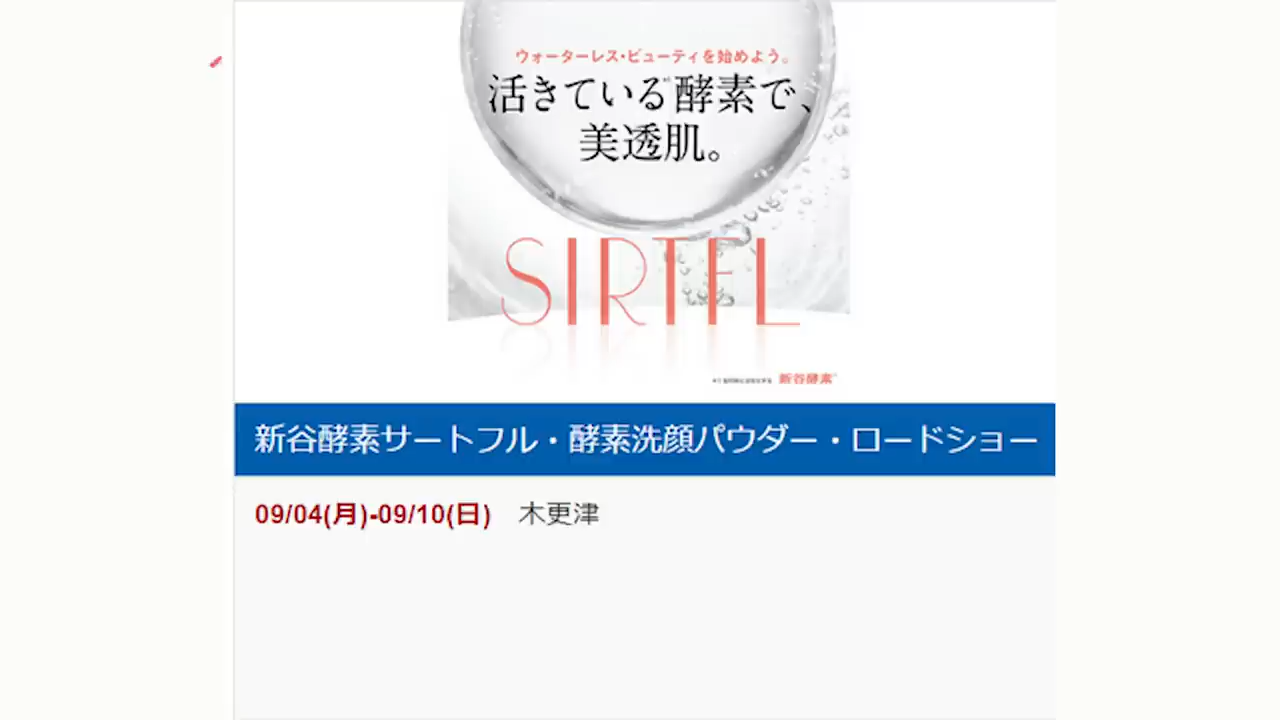 ウォーターレス・ビューティを始めよう。
活きている酵素で、
美透肌。
SIRTFL
新谷酵素
新谷酵素サートフル・酵素洗顔パウダー・ロードショー
09/04(月)-09/10(日)　木更津